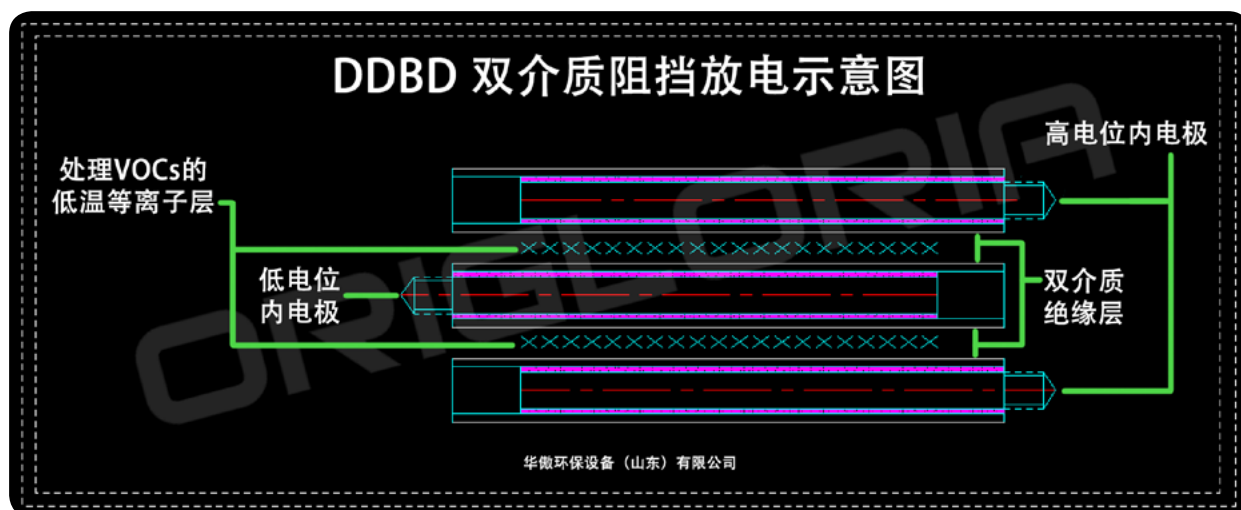 DDBD 双介质阻挡放电示意图
高电位内电极
处理VOCs的
低温等离子层
低电位
内电极
双介质
绝缘层
ORIGLORIA
华傲环保设备（山东）有限公司